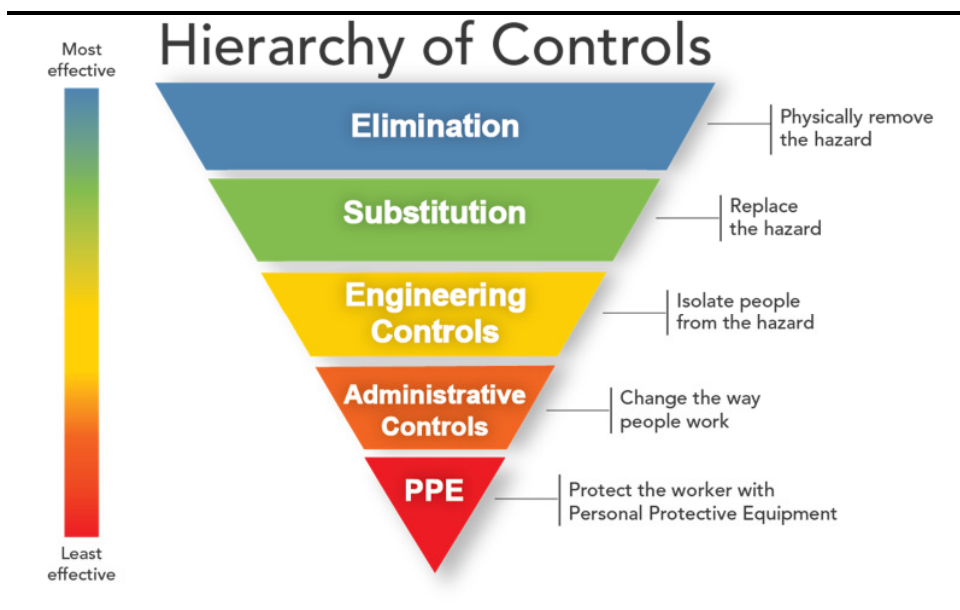 Hierarchy of Controls
Most
effective
Elimination
Physically remove
the hazard
Substitution
Replace
the hazard
Engineering
Controls
Isolate people
from the hazard
Administrative
Controls
Change the way
people work
PPE
Protect the worker with
Personal Protective Equipment
Least
effective